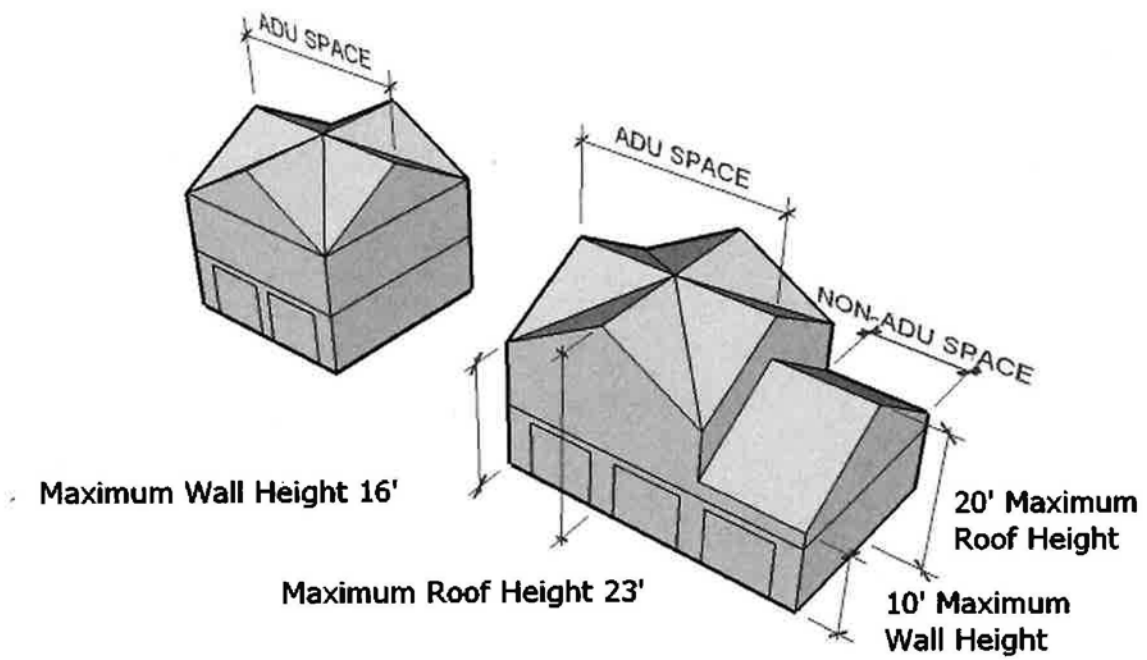 ADU SPACE
ADU SPACE
NON-ADU SPACE
Maximum Wall Height 16'
20' Maximum
Roof Height
Maximum Roof Height 23'
10' Maximum
Wall Height